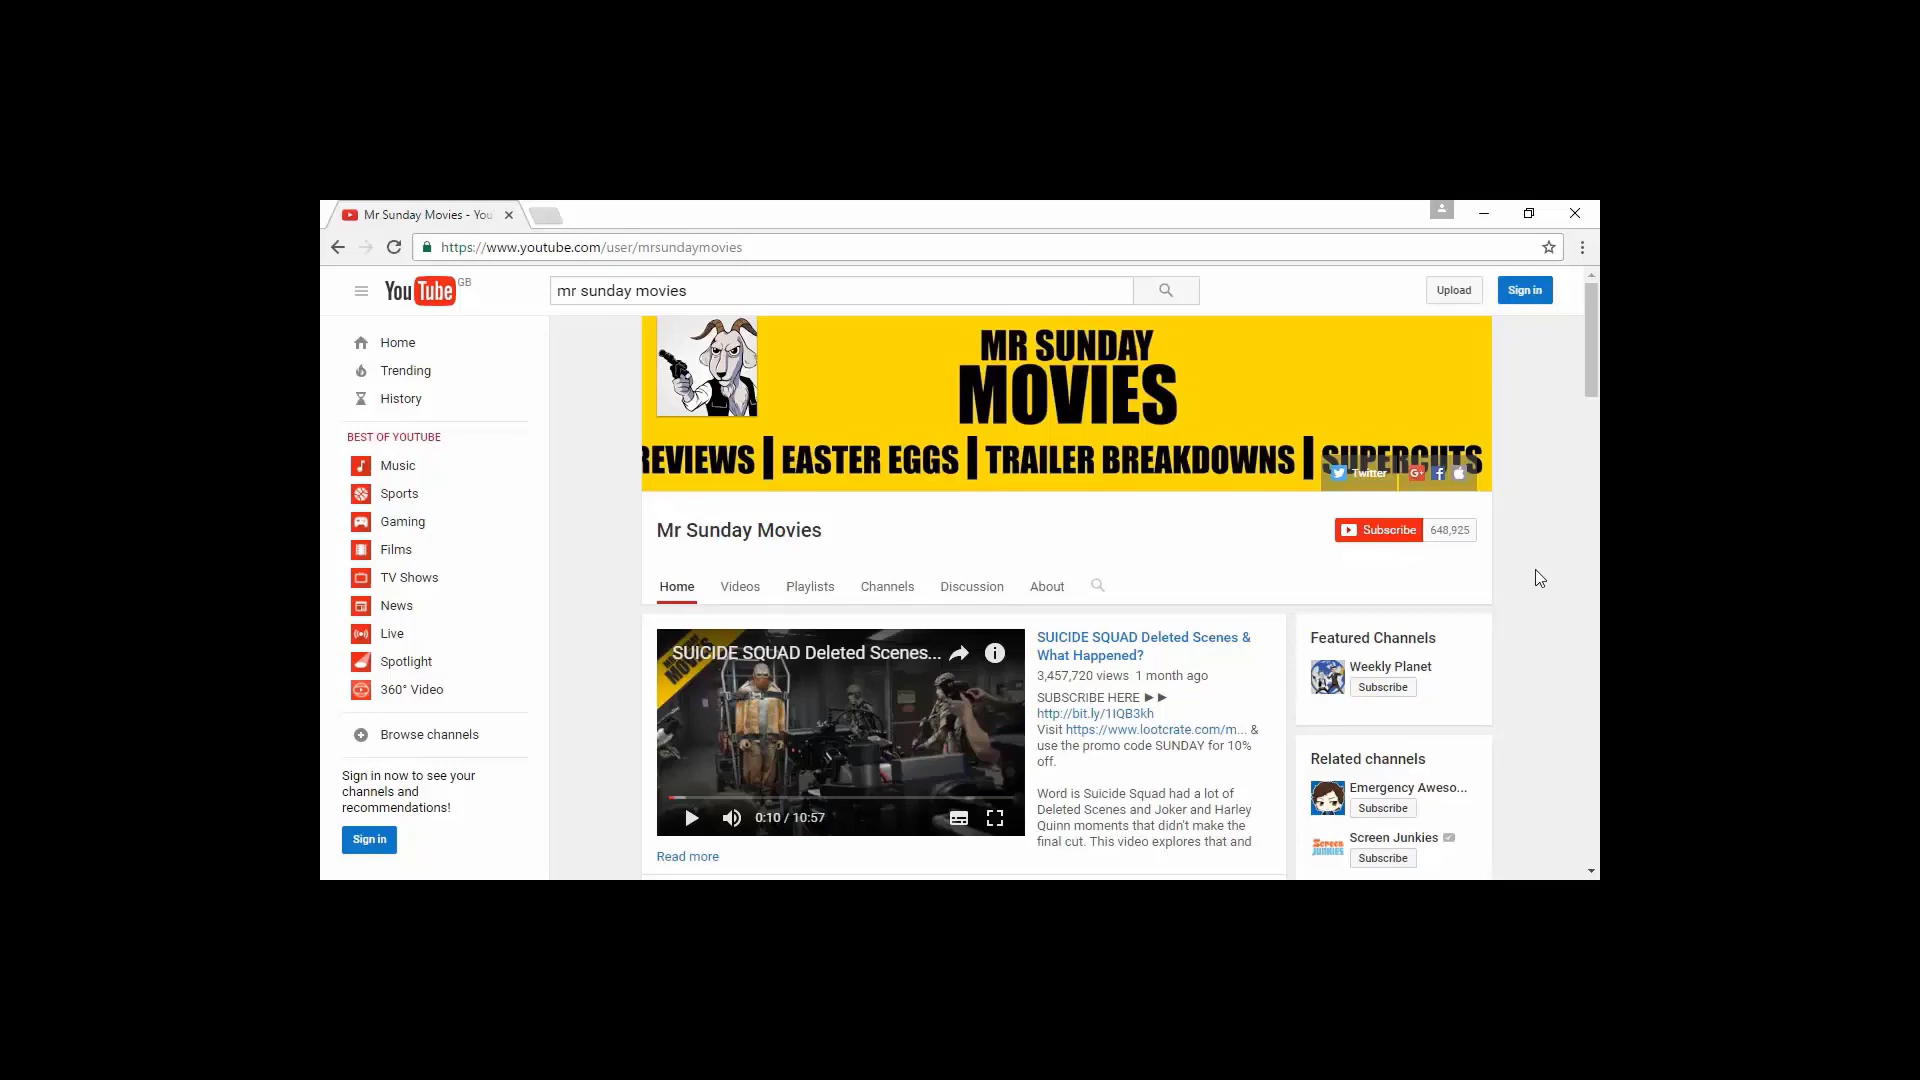 Mr Sunday Movies - You
https://www.youtube.com/user/mrsundaymovies
YouTube GB
mr sunday movies
Upload
Sign in
Home
Trending
History
BEST OF YOUTUBE
Music
Sports
Gaming
Films
TV Shows
News
Live
Spotlight
360° Video
Browse channels
Sign in now to see your
channels and
recommendations!
Sign in
MR SUNDAY
MOVIES
REVIEWS | EASTER EGGS | TRAILER BREAKDOWNS | SUPERCUTS
Twitter
Mr Sunday Movies
Subscribe 648,925
Home Videos Playlists Channels Discussion About
SUICIDE SQUAD Deleted Scenes...
0:10 / 10:57
SUICIDE SQUAD Deleted Scenes &
What Happened?
3,457,720 views 1 month ago
SUBSCRIBE HERE ►►
http://bit.ly/1IQB3kh
Visit https://www.lootcrate.com/m... &
use the promo code SUNDAY for 10%
off.
Word is Suicide Squad had a lot of
Deleted Scenes and Joker and Harley
Quinn moments that didn't make the
final cut. This video explores that and
Read more
Featured Channels
Weekly Planet
Subscribe
Related channels
Emergency Aweso...
Subscribe
Screen Junkies
Subscribe